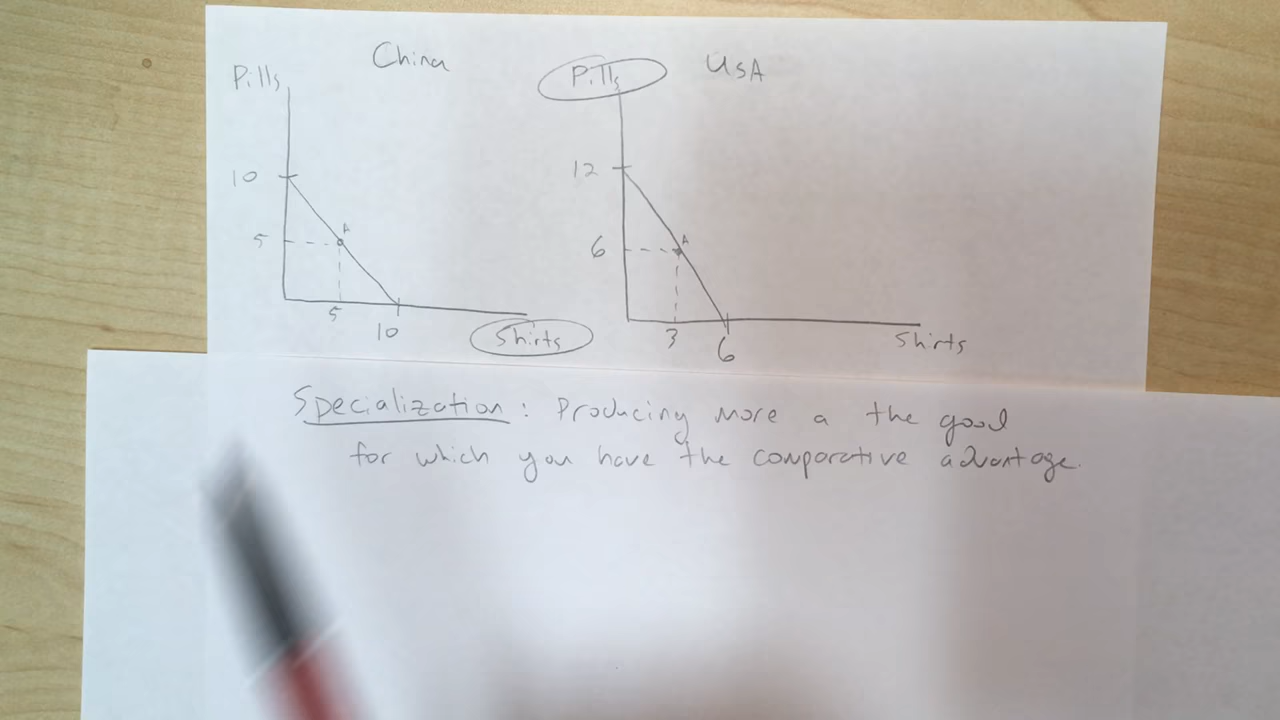 China
Pills
10
5
A
5
10
Shirts
USA
Pills
12
6
A
3
6
Shirts
Specialization: Producing more a the good
for which you have the comparative advantage.